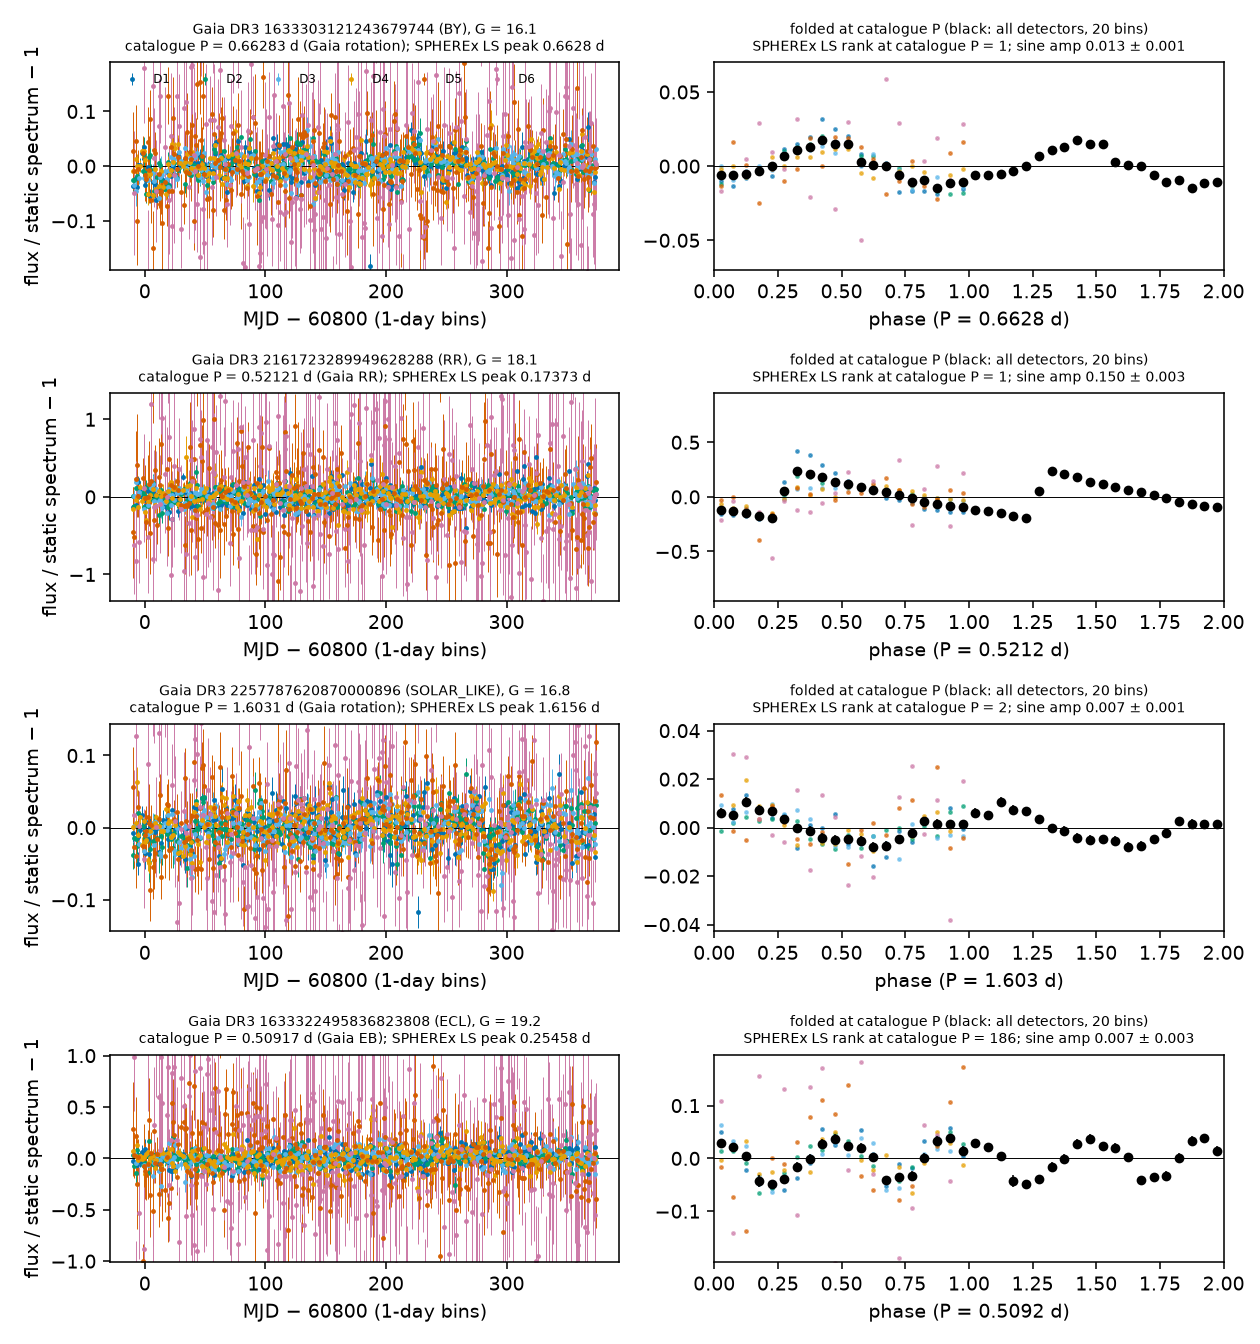 Gaia DR3 1633303121243679744 (BY), G = 16.1
catalogue P = 0.66283 d (Gaia rotation); SPHEREx LS peak 0.6628 d
folded at catalogue P (black: all detectors, 20 bins)
SPHEREx LS rank at catalogue P = 1; sine amp 0.013 ± 0.001
D1 D2 D3 D4 D5 D6
flux / static spectrum − 1
0.1
0.0
−0.1
0 100 200 300
MJD − 60800 (1-day bins)
0.05
0.00
−0.05
0.00 0.25 0.50 0.75 1.00 1.25 1.50 1.75 2.00
phase (P = 0.6628 d)
Gaia DR3 2161723289949628288 (RR), G = 18.1
catalogue P = 0.52121 d (Gaia RR); SPHEREx LS peak 0.17373 d
folded at catalogue P (black: all detectors, 20 bins)
SPHEREx LS rank at catalogue P = 1; sine amp 0.150 ± 0.003
flux / static spectrum − 1
1
0
−1
0 100 200 300
MJD − 60800 (1-day bins)
0.5
0.0
−0.5
0.00 0.25 0.50 0.75 1.00 1.25 1.50 1.75 2.00
phase (P = 0.5212 d)
Gaia DR3 2257787620870000896 (SOLAR_LIKE), G = 16.8
catalogue P = 1.6031 d (Gaia rotation); SPHEREx LS peak 1.6156 d
folded at catalogue P (black: all detectors, 20 bins)
SPHEREx LS rank at catalogue P = 2; sine amp 0.007 ± 0.001
flux / static spectrum − 1
0.1
0.0
−0.1
0 100 200 300
MJD − 60800 (1-day bins)
0.04
0.02
0.00
−0.02
−0.04
0.00 0.25 0.50 0.75 1.00 1.25 1.50 1.75 2.00
phase (P = 1.603 d)
Gaia DR3 1633322495836823808 (ECL), G = 19.2
catalogue P = 0.50917 d (Gaia EB); SPHEREx LS peak 0.25458 d
folded at catalogue P (black: all detectors, 20 bins)
SPHEREx LS rank at catalogue P = 186; sine amp 0.007 ± 0.003
flux / static spectrum − 1
1.0
0.5
0.0
−0.5
−1.0
0 100 200 300
MJD − 60800 (1-day bins)
0.1
0.0
−0.1
0.00 0.25 0.50 0.75 1.00 1.25 1.50 1.75 2.00
phase (P = 0.5092 d)